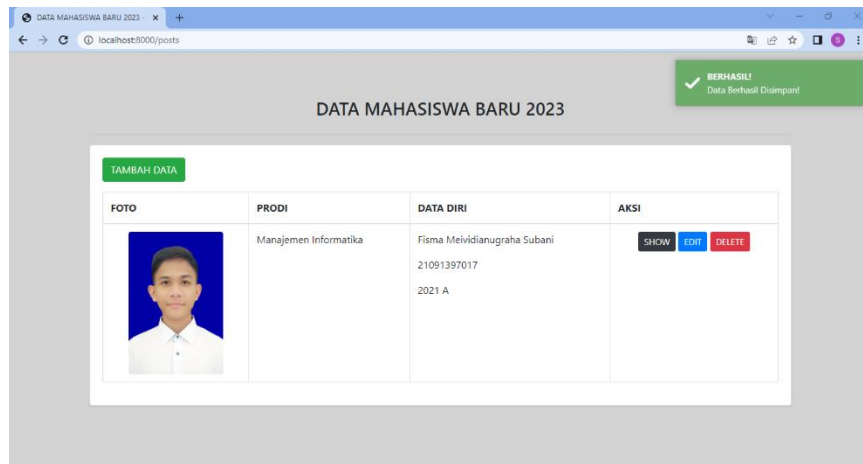 DATA MAHASISWA BARU 2023 -
localhost:8000/posts
S
BERHASIL!
Data Berhasil Disimpan!
DATA MAHASISWA BARU 2023
TAMBAH DATA
FOTO PRODI DATA DIRI AKSI
Manajemen Informatika Fisma Meividianugraha Subani SHOW EDIT DELETE
21091397017
2021 A